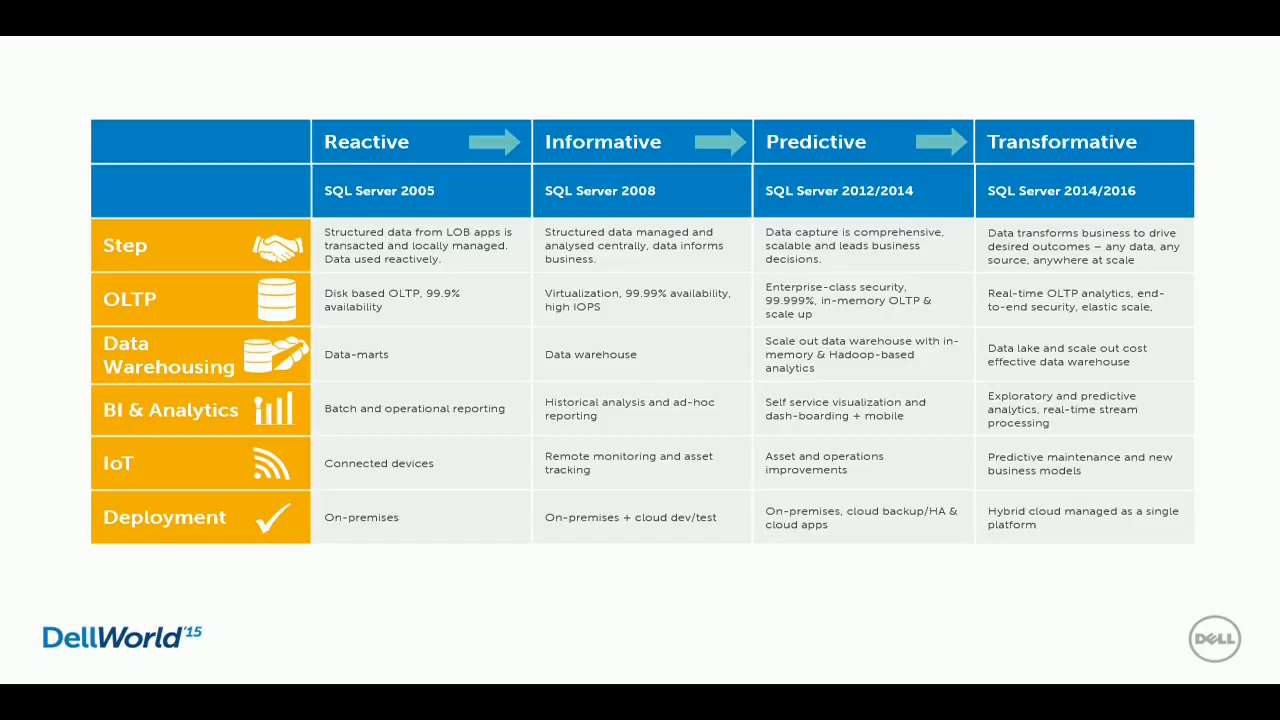 Reactive
Informative
Predictive
Transformative
SQL Server 2005
SQL Server 2008
SQL Server 2012/2014
SQL Server 2014/2016
Step
Structured data from LOB apps is
transacted and locally managed.
Data used reactively.
Structured data managed and
analysed centrally, data informs
business.
Data capture is comprehensive,
scalable and leads business
decisions.
Data transforms business to drive
desired outcomes – any data, any
source, anywhere at scale
OLTP
Disk based OLTP, 99.9%
availability
Virtualization, 99.99% availability,
high IOPS
Enterprise-class security,
99.999%, in-memory OLTP &
scale up
Real-time OLTP analytics, end-
to-end security, elastic scale,
Data
Warehousing
Data-marts
Data warehouse
Scale out data warehouse with in-
memory & Hadoop-based
analytics
Data lake and scale out cost
effective data warehouse
BI & Analytics
Batch and operational reporting
Historical analysis and ad-hoc
reporting
Self service visualization and
dash-boarding + mobile
Exploratory and predictive
analytics, real-time stream
processing
IoT
Connected devices
Remote monitoring and asset
tracking
Asset and operations
improvements
Predictive maintenance and new
business models
Deployment
On-premises
On-premises + cloud dev/test
On-premises, cloud backup/HA &
cloud apps
Hybrid cloud managed as a single
platform
DellWorld'15
DELL